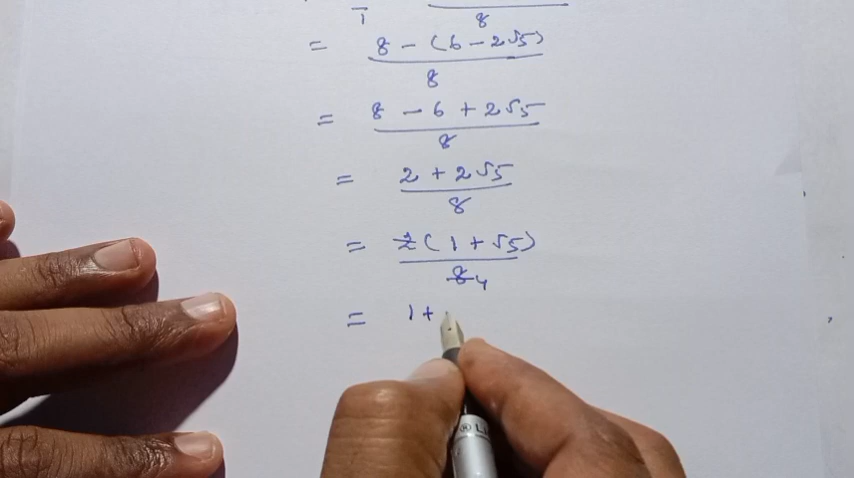 1 8
= 8 - (6 - 2√5) / 8
= 8 - 6 + 2√5 / 8
= 2 + 2√5 / 8
= 2(1 + √5) / 8 4
= 1 +